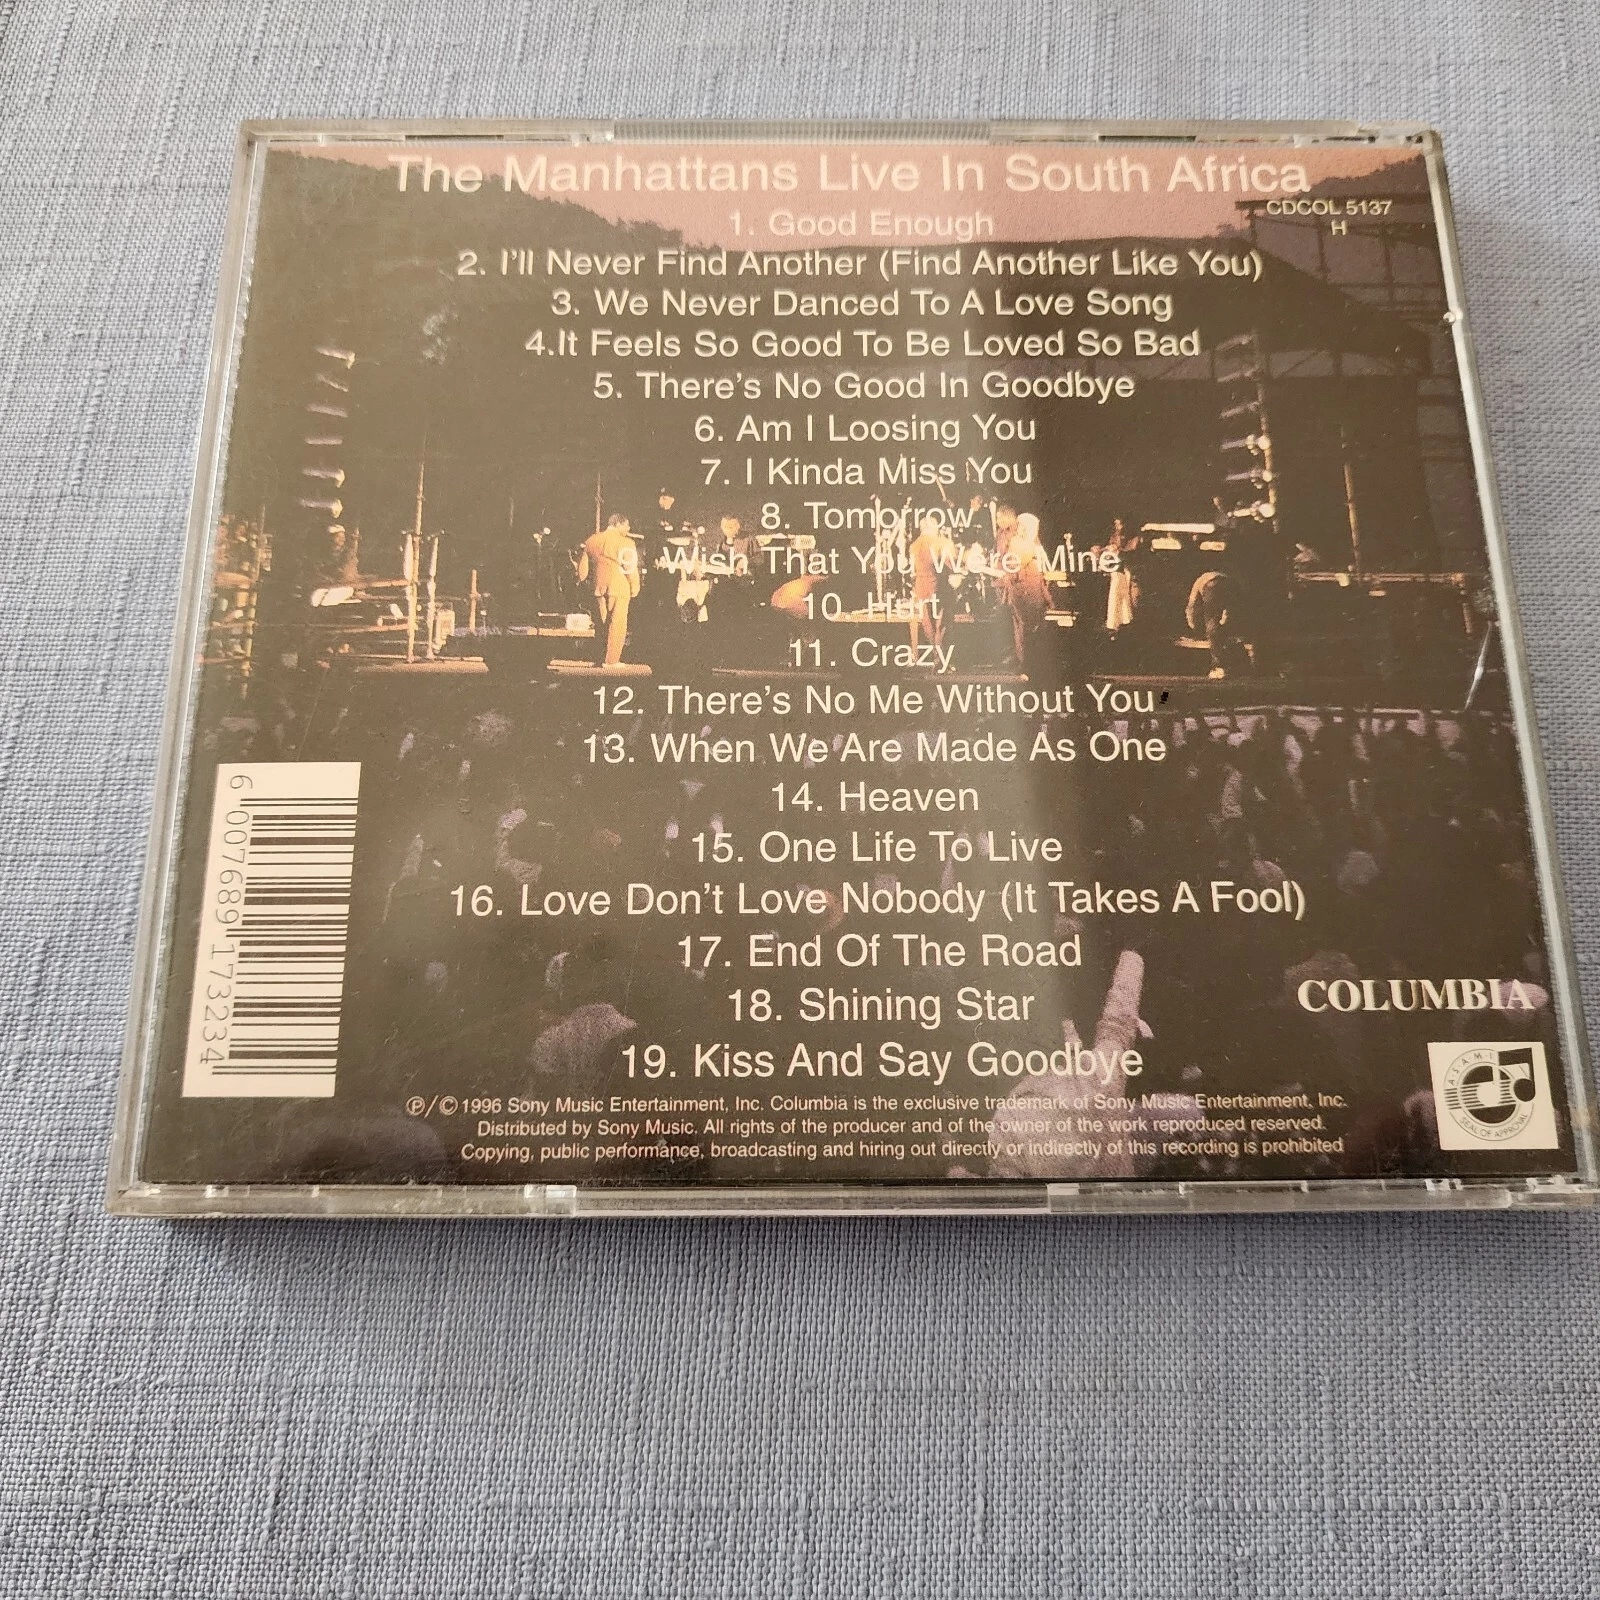 The Manhattans Live In South Africa
CDCOL 5137
H
1. Good Enough
2. I'll Never Find Another (Find Another Like You)
3. We Never Danced To A Love Song
4.It Feels So Good To Be Loved So Bad
5. There's No Good In Goodbye
6. Am I Loosing You
7. I Kinda Miss You
8. Tomorrow
9. Wish That You Were Mine
10. Hurt
11. Crazy
12. There's No Me Without You
13. When We Are Made As One
14. Heaven
15. One Life To Live
16. Love Don't Love Nobody (It Takes A Fool)
17. End Of The Road
18. Shining Star
19. Kiss And Say Goodbye
6 007689 173234
COLUMBIA
ASAMI
SEAL OF APPROVAL
℗/© 1996 Sony Music Entertainment, Inc. Columbia is the exclusive trademark of Sony Music Entertainment, Inc.
Distributed by Sony Music. All rights of the producer and of the owner of the work reproduced reserved.
Copying, public performance, broadcasting and hiring out directly or indirectly of this recording is prohibited